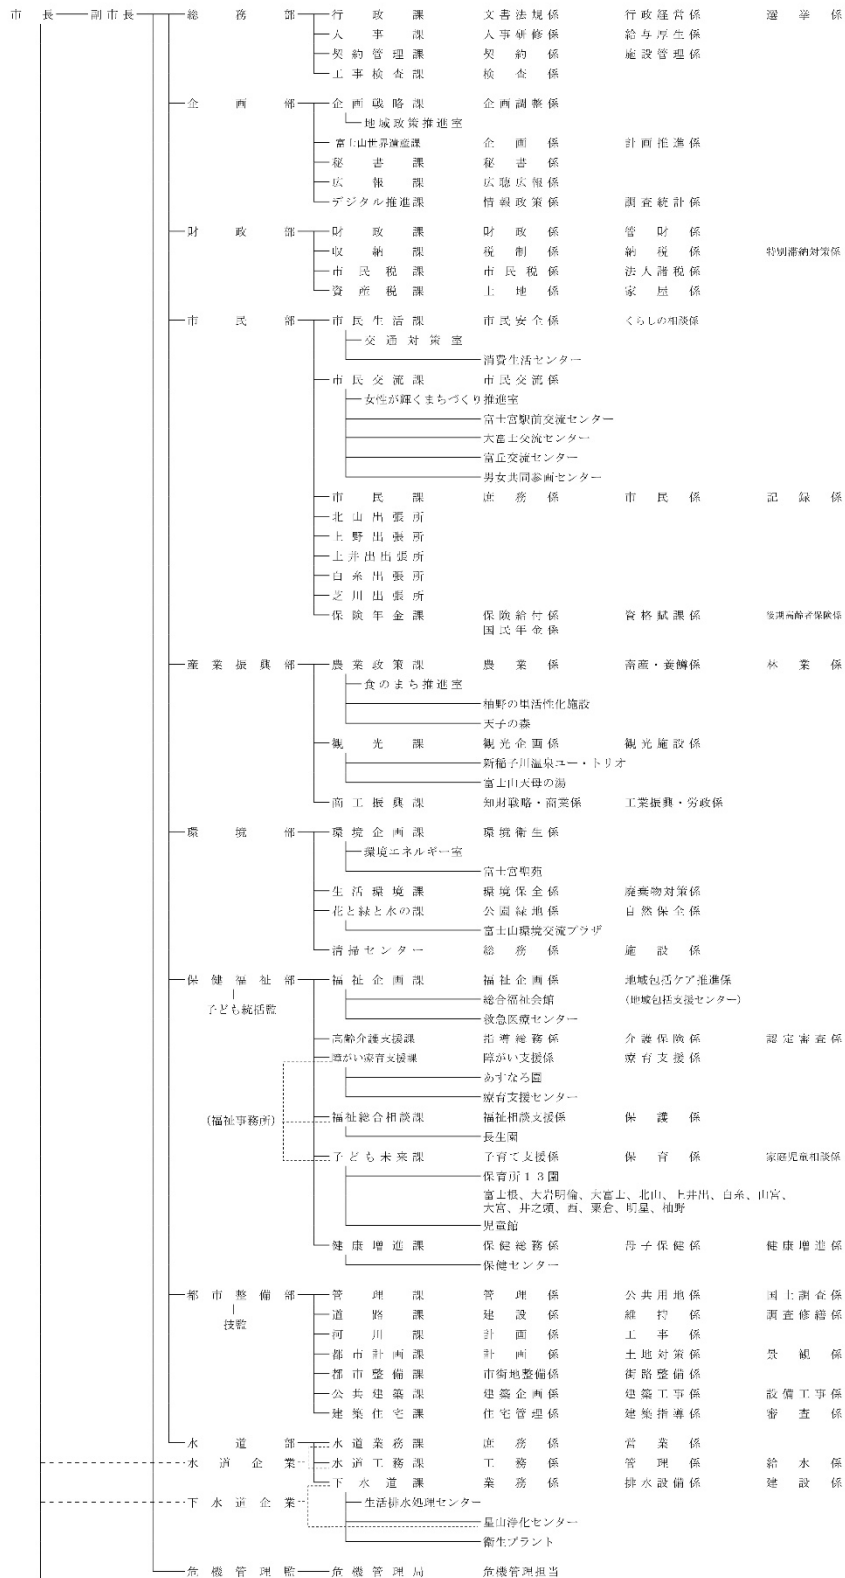 市長 副市長 総務部 行政課 文書法規係 行政経営係 選挙係
人事課 人事研修係 給与厚生係
契約管理課 契約係 施設管理係
工事検査課 検査係
企画部 企画戦略課 企画調整係
地域政策推進室
富士山世界遺産課 企画係 計画推進係
秘書課 秘書係
広報課 広聴広報係
デジタル推進課 情報政策係 調査統計係
財政部 財政課 財政係 管財係
収納課 税制係 納税係 特別滞納対策係
市民税課 市民税係 法人諸税係
資産税課 土地係 家屋係
市民部 市民生活課 市民安全係 くらしの相談係
交通対策室
消費生活センター
市民交流課 市民交流係
女性が輝くまちづくり推進室
富士宮駅前交流センター
大富士交流センター
富丘交流センター
男女共同参画センター
市民課 庶務係 市民係 記録係
北山出張所
上野出張所
上井出出張所
白糸出張所
芝川出張所
保険年金課 保険給付係 資格賦課係 後期高齢者保険係
国民年金係
産業振興部 農業政策課 農業係 畜産・養鱒係 林業係
食のまち推進室
柚野の里活性化施設
天子の森
観光課 観光企画係 観光施設係
新稲子川温泉ユー・トリオ
富士山天母の湯
商工振興課 知財戦略・商業係 工業振興・労政係
環境部 環境企画課 環境衛生係
環境エネルギー室
富士宮聖苑
生活環境課 環境保全係 廃棄物対策係
花と緑と水の課 公園緑地係 自然保全係
富士山環境交流プラザ
清掃センター 総務係 施設係
保健福祉部 福祉企画課 福祉企画係 地域包括ケア推進係
子ども統括監 総合福祉会館 (地域包括支援センター)
救急医療センター
高齢介護支援課 指導総務係 介護保険係 認定審査係
障がい療育支援課 障がい支援係 療育支援係
あすなろ園
療育支援センター
(福祉事務所) 福祉総合相談課 福祉相談支援係 保護係
長生園
子ども未来課 子育て支援係 保育係 家庭児童相談係
保育所13園
富士根、大岩明倫、大富士、北山、上井出、白糸、山宮、
大宮、井之頭、西、粟倉、明星、柚野
児童館
健康増進課 保健総務係 母子保健係 健康増進係
保健センター
都市整備部 管理課 管理係 公共用地係 国土調査係
技監 道路課 建設係 維持係 調査修繕係
河川課 計画係 工事係
都市計画課 計画係 土地対策係 景観係
都市整備課 市街地整備係 街路整備係
公共建築課 建築企画係 建築工事係 設備工事係
建築住宅課 住宅管理係 建築指導係 審査係
水道部 水道業務課 庶務係 営業係
水道企業 水道工務課 工務係 管理係 給水係
下水道課 業務係 排水設備係 建設係
下水道企業 生活排水処理センター
星山浄化センター
衛生プラント
危機管理監 危機管理局 危機管理担当